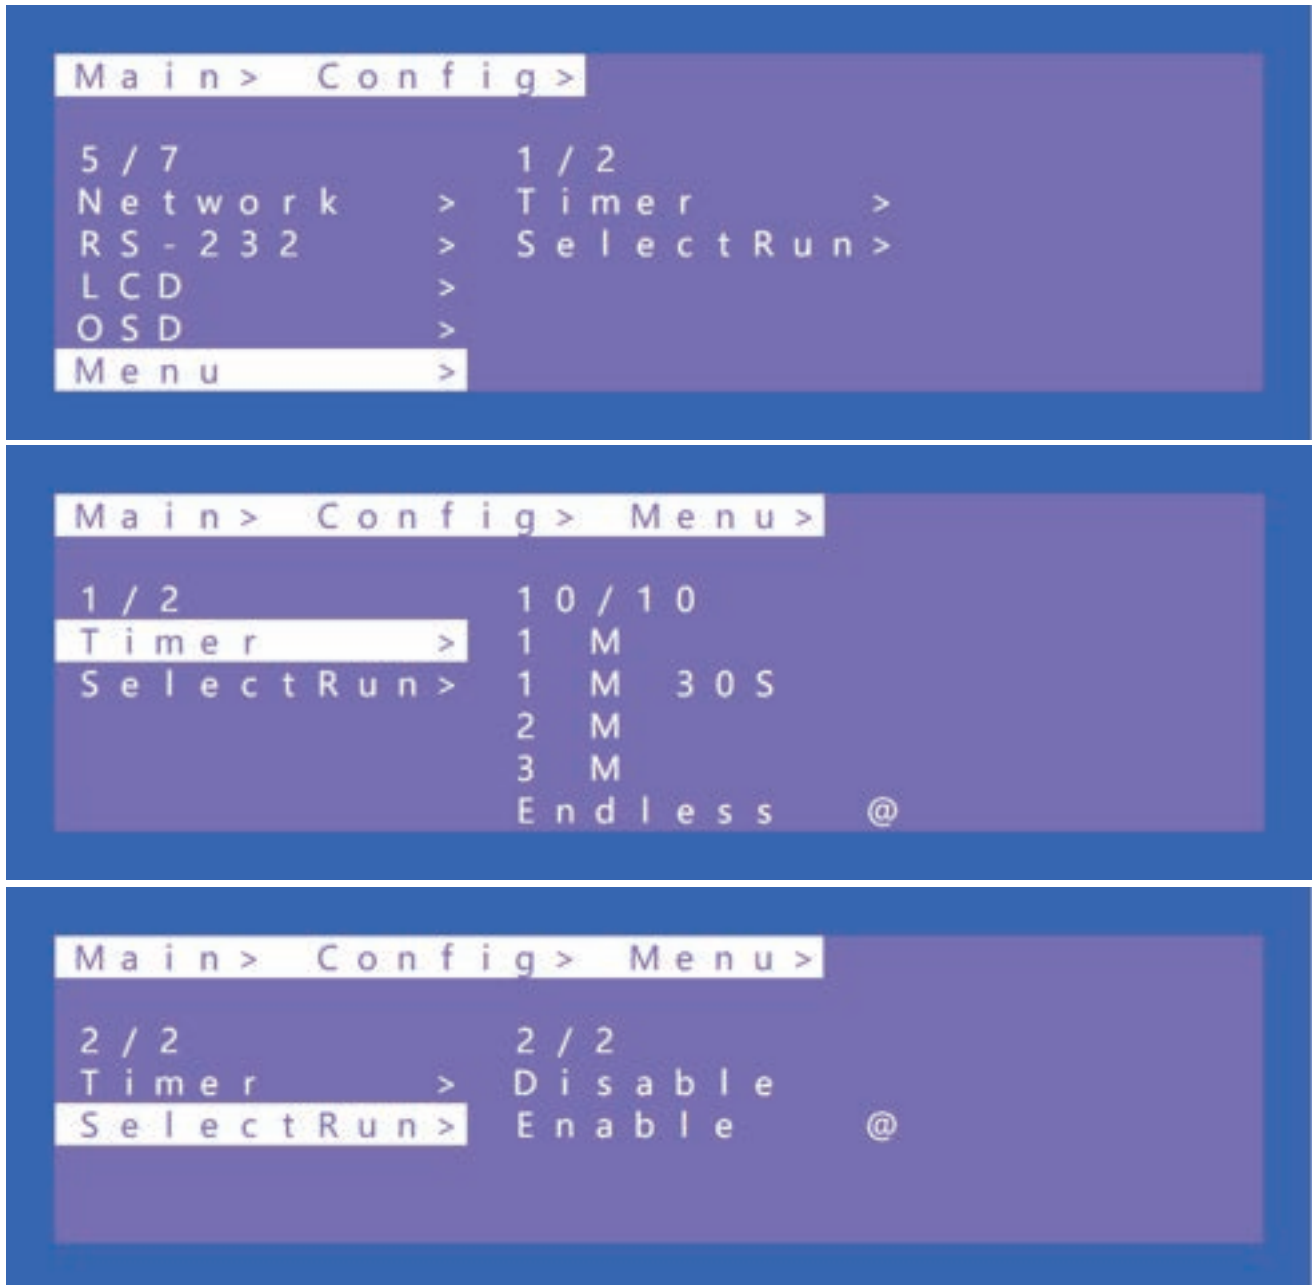 Main> Config>
5/7 1/2
Network > Timer >
RS-232 > SelectRun>
LCD >
OSD >
Menu >
Main> Config> Menu>
1/2 10/10
Timer > 1 M
SelectRun> 1 M 30S
2 M
3 M
Endless @
Main> Config> Menu>
2/2 2/2
Timer > Disable
SelectRun> Enable @